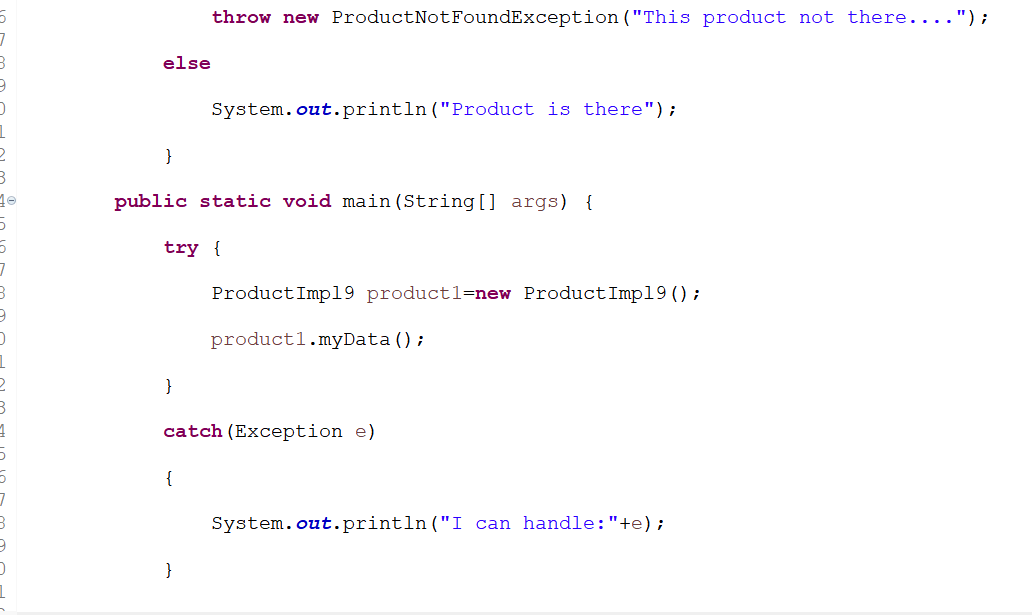 throw new ProductNotFoundException("This product not there....");
else
System.out.println("Product is there");
}
public static void main(String[] args) {
try {
ProductImpl9 product1=new ProductImpl9();
product1.myData();
}
catch(Exception e)
{
System.out.println("I can handle:"+e);
}